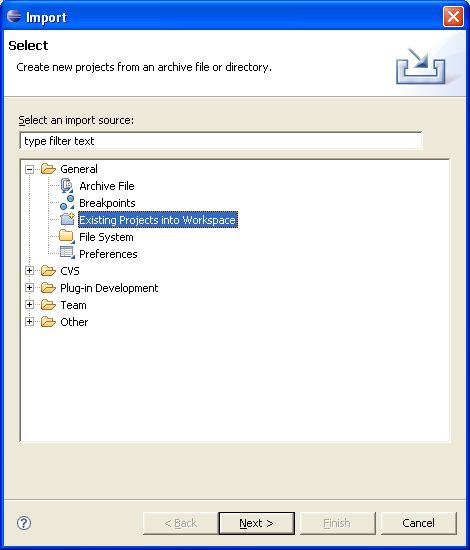 Import
Select
Create new projects from an archive file or directory.
Select an import source:
type filter text
General
Archive File
Breakpoints
Existing Projects into Workspace
File System
Preferences
CVS
Plug-in Development
Team
Other
? < Back Next > Finish Cancel